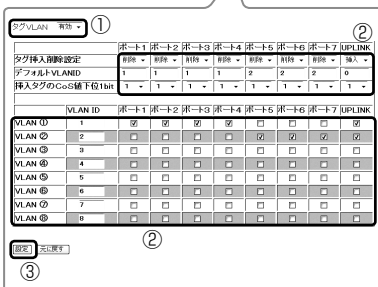 タグVLAN 有効 ①
②
ポート1 ポート2 ポート3 ポート4 ポート5 ポート6 ポート7 UPLINK
タグ挿入削除設定 削除 削除 削除 削除 削除 削除 削除 挿入
デフォルトVLANID 1 1 1 1 2 2 2 0
挿入タグのCoS値下位1bit 1 1 1 1 1 1 1 1
VLAN ID ポート1 ポート2 ポート3 ポート4 ポート5 ポート6 ポート7 UPLINK
VLAN ① 1
VLAN ② 2
VLAN ③ 3
VLAN ④ 4
VLAN ⑤ 5
VLAN ⑥ 6
VLAN ⑦ 7
VLAN ⑧ 8
②
設定 元に戻す
③